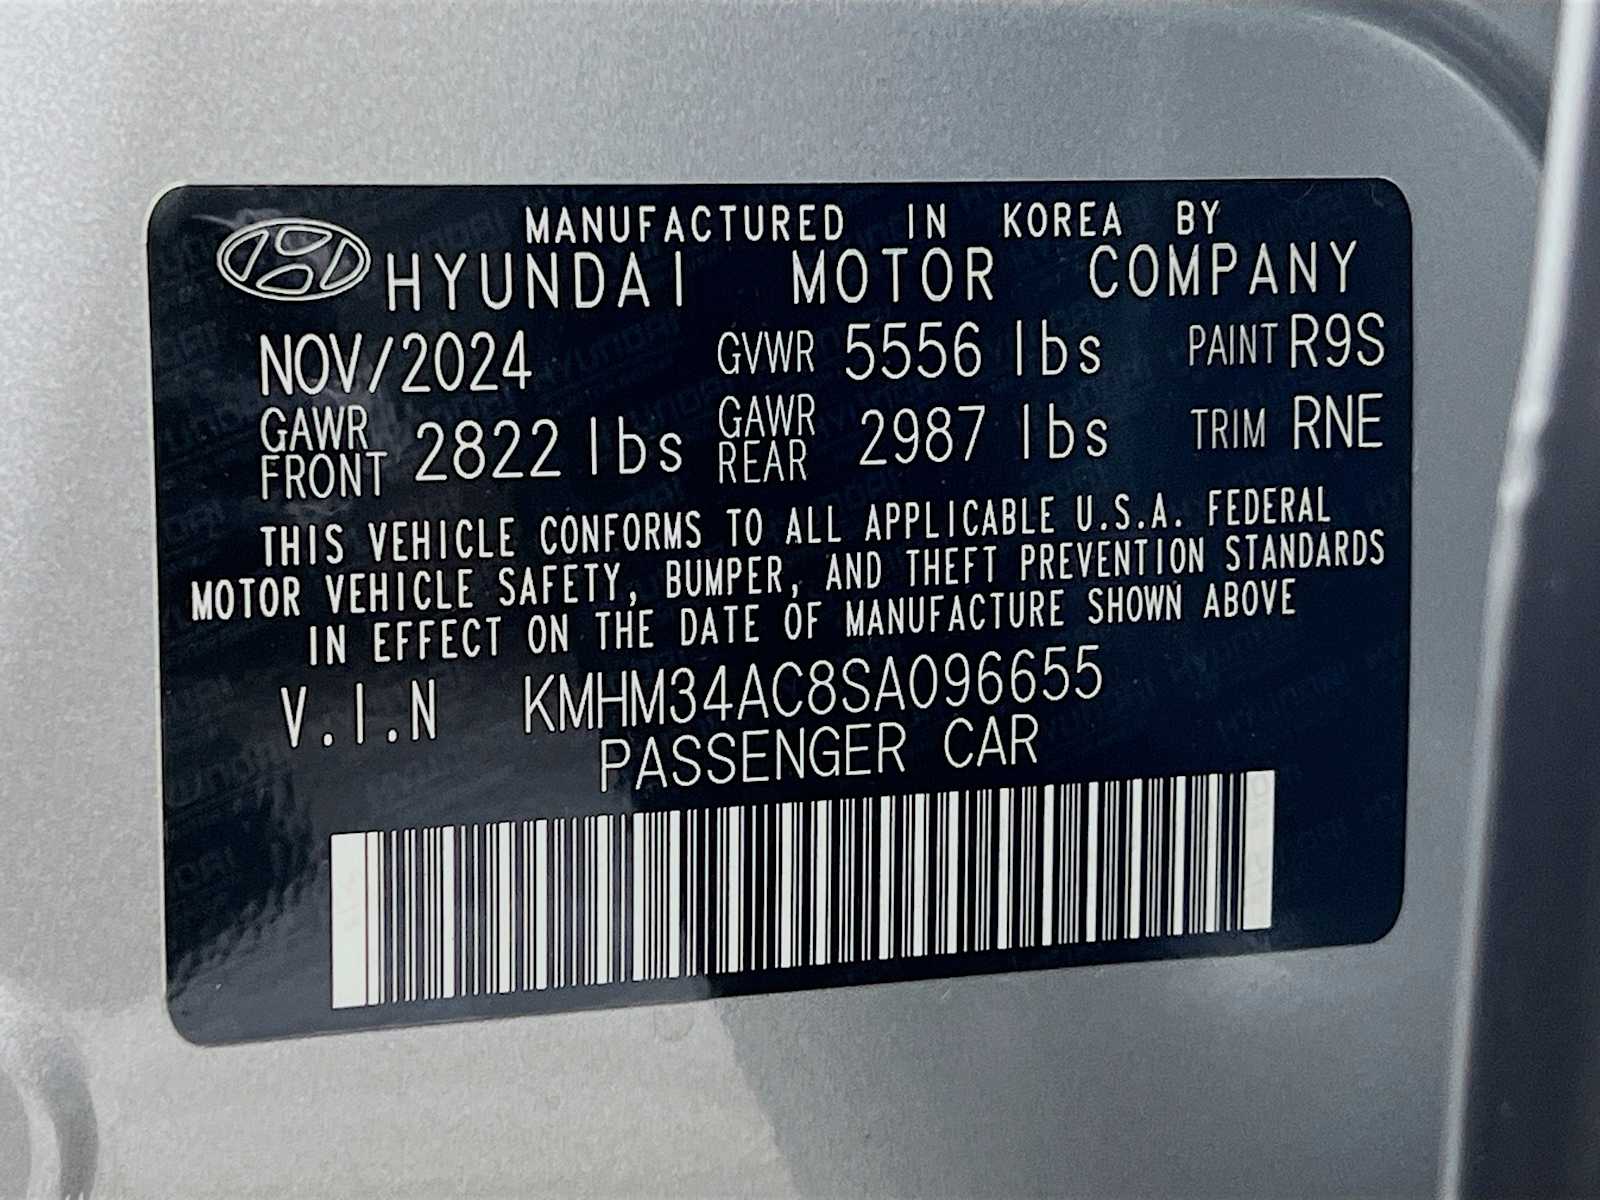 MANUFACTURED IN KOREA BY
HYUNDAI MOTOR COMPANY
NOV/2024 GVWR 5556 lbs PAINT R9S
GAWR FRONT 2822 lbs GAWR REAR 2987 lbs TRIM RNE
THIS VEHICLE CONFORMS TO ALL APPLICABLE U.S.A. FEDERAL
MOTOR VEHICLE SAFETY, BUMPER, AND THEFT PREVENTION STANDARDS
IN EFFECT ON THE DATE OF MANUFACTURE SHOWN ABOVE
V.I.N KMHM34AC8SA096655
PASSENGER CAR